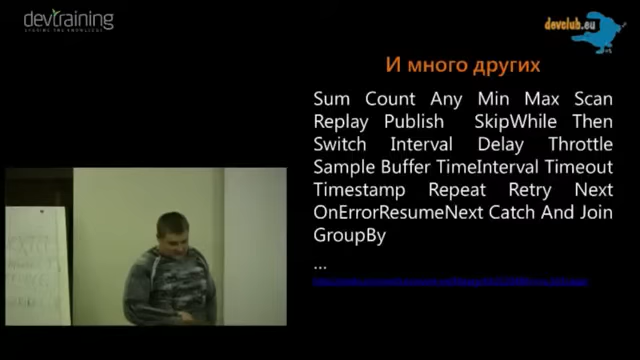 devtraining
devclub.eu
И много других
Sum Count Any Min Max Scan
Replay Publish SkipWhile Then
Switch Interval Delay Throttle
Sample Buffer TimeInterval Timeout
Timestamp Repeat Retry Next
OnErrorResumeNext Catch And Join
GroupBy
...